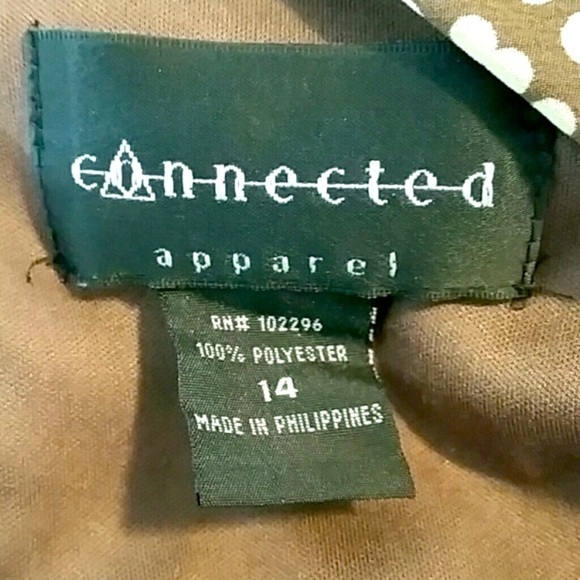 connected
apparel
RN# 102296
100% POLYESTER
14
MADE IN PHILIPPINES